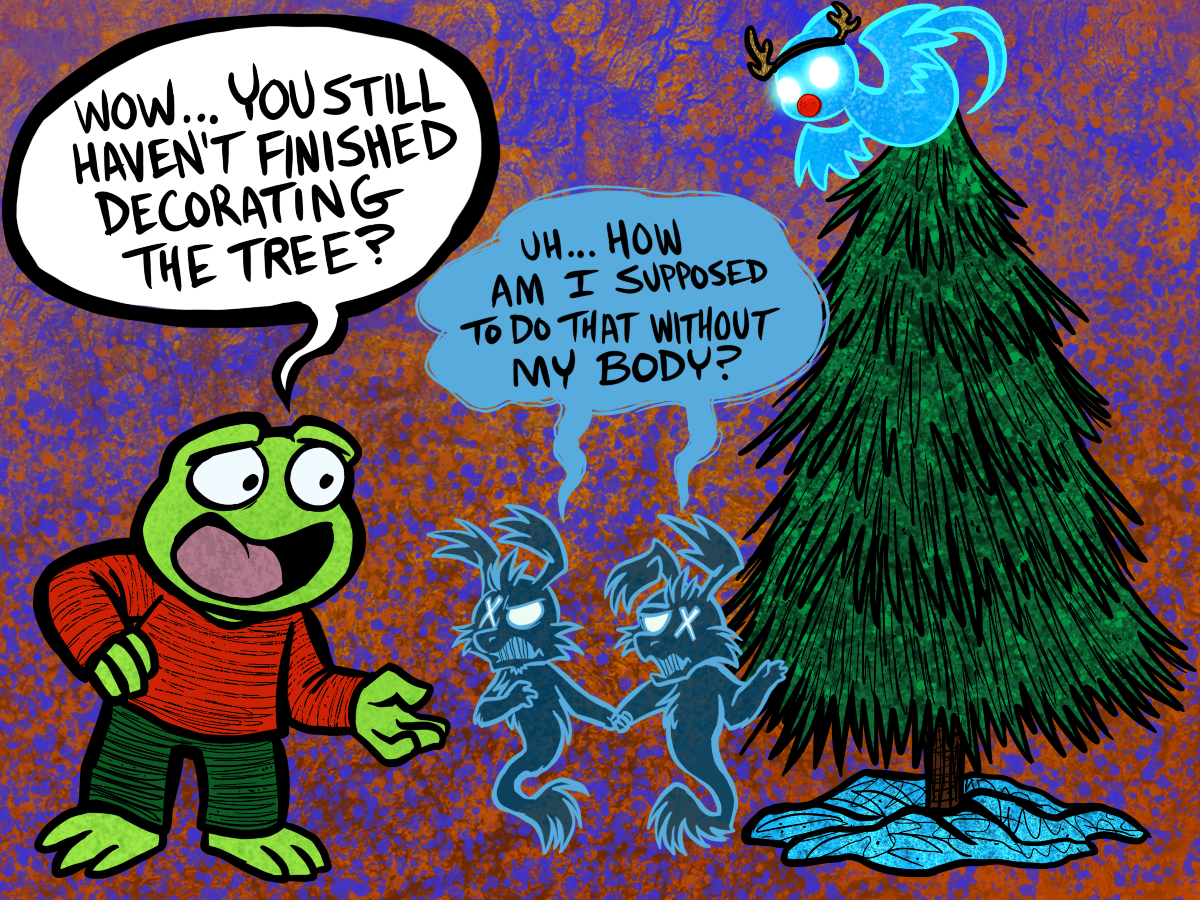 WOW... YOU STILL
HAVEN'T FINISHED
DECORATING
THE TREE?
UH... HOW
AM I SUPPOSED
TO DO THAT WITHOUT
MY BODY?